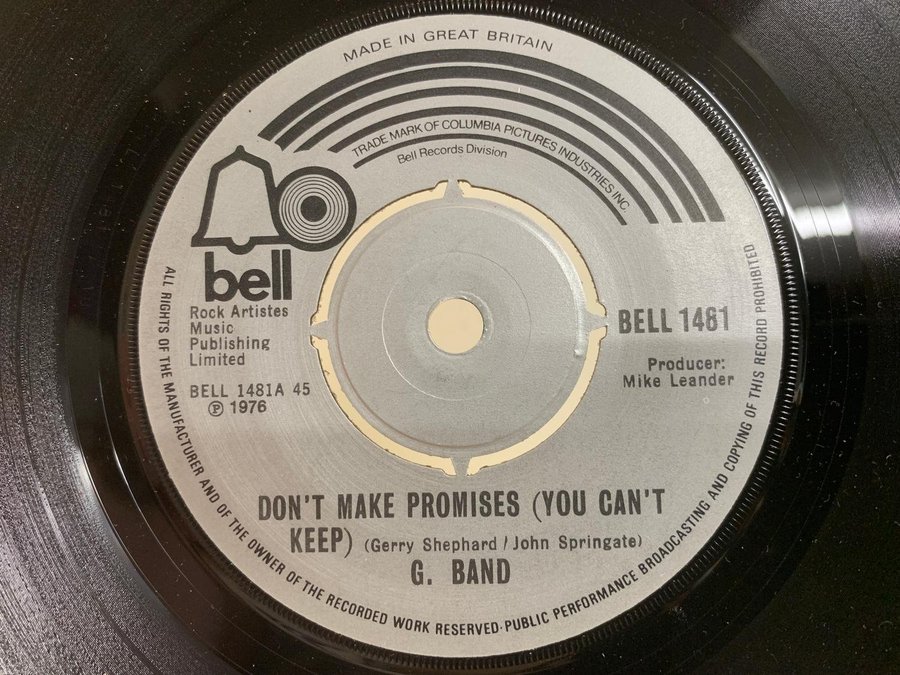 MADE IN GREAT BRITAIN
TRADE MARK OF COLUMBIA PICTURES INDUSTRIES INC.
Bell Records Division
bell
Rock Artistes
Music
Publishing
Limited
BELL 1481A 45
Ⓟ 1976
BELL 1481
Producer:
Mike Leander
DON'T MAKE PROMISES (YOU CAN'T
KEEP) (Gerry Shephard / John Springate)
G. BAND
ALL RIGHTS OF THE MANUFACTURER AND OF THE OWNER OF THE RECORDED WORK RESERVED·PUBLIC PERFORMANCE BROADCASTING AND COPYING OF THIS RECORD PROHIBITED